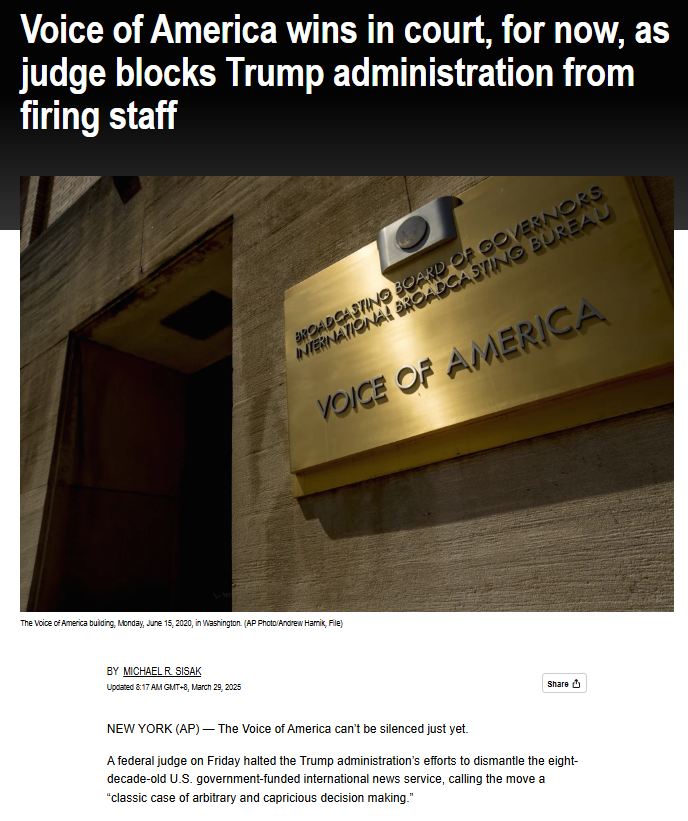 Voice of America wins in court, for now, as
judge blocks Trump administration from
firing staff
BROADCASTING BOARD OF GOVERNORS
INTERNATIONAL BROADCASTING BUREAU
VOICE OF AMERICA
The Voice of America building, Monday, June 15, 2020, in Washington. (AP Photo/Andrew Harnik, File)
BY MICHAEL R. SISAK
Updated 8:17 AM GMT+8, March 29, 2025
Share
NEW YORK (AP) — The Voice of America can’t be silenced just yet.
A federal judge on Friday halted the Trump administration’s efforts to dismantle the eight-
decade-old U.S. government-funded international news service, calling the move a
“classic case of arbitrary and capricious decision making.”